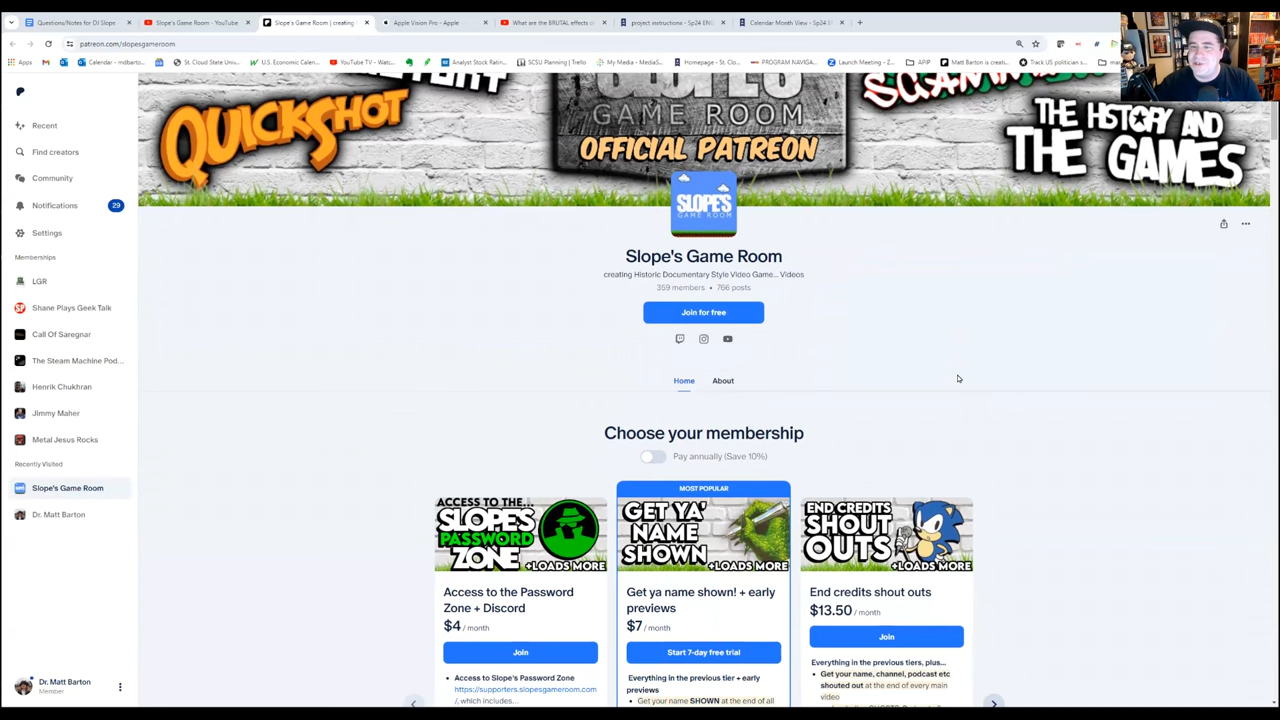 Questions/Notes for DJ Slope
Slope's Game Room - YouTube
Slope's Game Room | creating
Apple Vision Pro - Apple
What are the BRUTAL effects o
project instructions - Sp24 EN
Calendar Month View - Sp24 E
patreon.com/slopesgameroom
Apps
M
Calendar - mdbarto...
St. Cloud State Univ...
U.S. Economic Calen...
YouTube TV - Watc...
Analyst Stock Ratin...
SCSU Planning | Trello
My Media - MediaS...
Homepage - St. Clo...
PROGRAM NAVIGA...
Matt Barton is creati...
Launch Meeting - Z...
APIP
Track US politician s...
QUICKSHOT
GAME ROOM
OFFICIAL PATREON
THE HISTORY AND
THE GAMES
SLOPE'S
GAME ROOM
Recent
Find creators
Community
Notifications 29
Settings
Memberships
LGR
Shane Plays Geek Talk
Call Of Saregnar
The Steam Machine Pod...
Henrik Chukhran
Jimmy Maher
Metal Jesus Rocks
Recently Visited
Slope's Game Room
Dr. Matt Barton
Dr. Matt Barton
Member
Slope's Game Room
creating Historic Documentary Style Video Game... Videos
359 members • 766 posts
Join for free
Home About
Choose your membership
Pay annually (Save 10%)
ACCESS TO THE...
SLOPE'S
PASSWORD
ZONE
+LOADS MORE
Access to the Password
Zone + Discord
$4 / month
Join
• Access to Slope's Password Zone
https://supporters.slopesgameroom.com
/, which includes...
MOST POPULAR
GET YA'
NAME
SHOWN
+LOADS MORE
Get ya name shown! + early
previews
$7 / month
Start 7-day free trial
Everything in the previous tier + early
previews
• Get your name SHOWN at the end of all
END CREDITS
SHOUT
OUTS
+LOADS MORE
End credits shout outs
$13.50 / month
Join
Everything in the previous tiers, plus...
• Get your name, channel, podcast etc
shouted out at the end of every main
video